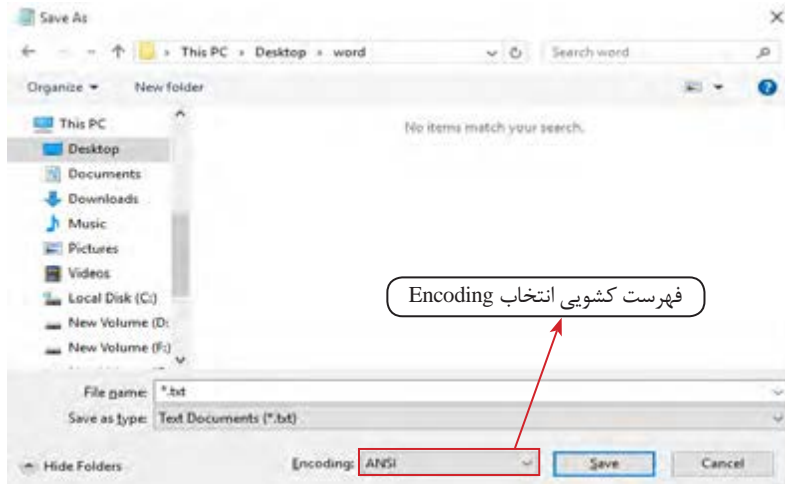 Save As
This PC › Desktop › word
Search word
Organize
New folder
This PC
No items match your search.
Desktop
Documents
Downloads
Music
Pictures
Videos
Local Disk (C:)
فهرست کشویی انتخاب Encoding
New Volume (D:
New Volume (F:)
File name: *.txt
Save as type: Text Documents (*.txt)
Hide Folders
Encoding: ANSI
Save
Cancel